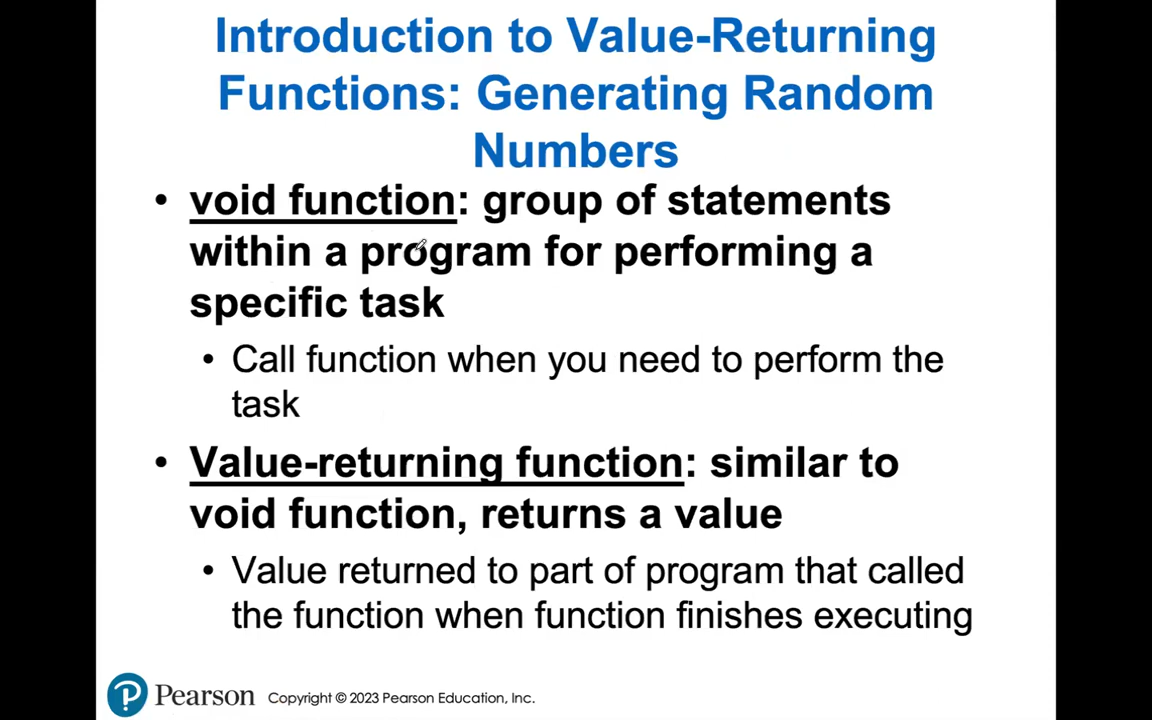 Introduction to Value-Returning
Functions: Generating Random
Numbers
• void function: group of statements
within a program for performing a
specific task
• Call function when you need to perform the
task
• Value-returning function: similar to
void function, returns a value
• Value returned to part of program that called
the function when function finishes executing
Pearson Copyright © 2023 Pearson Education, Inc.